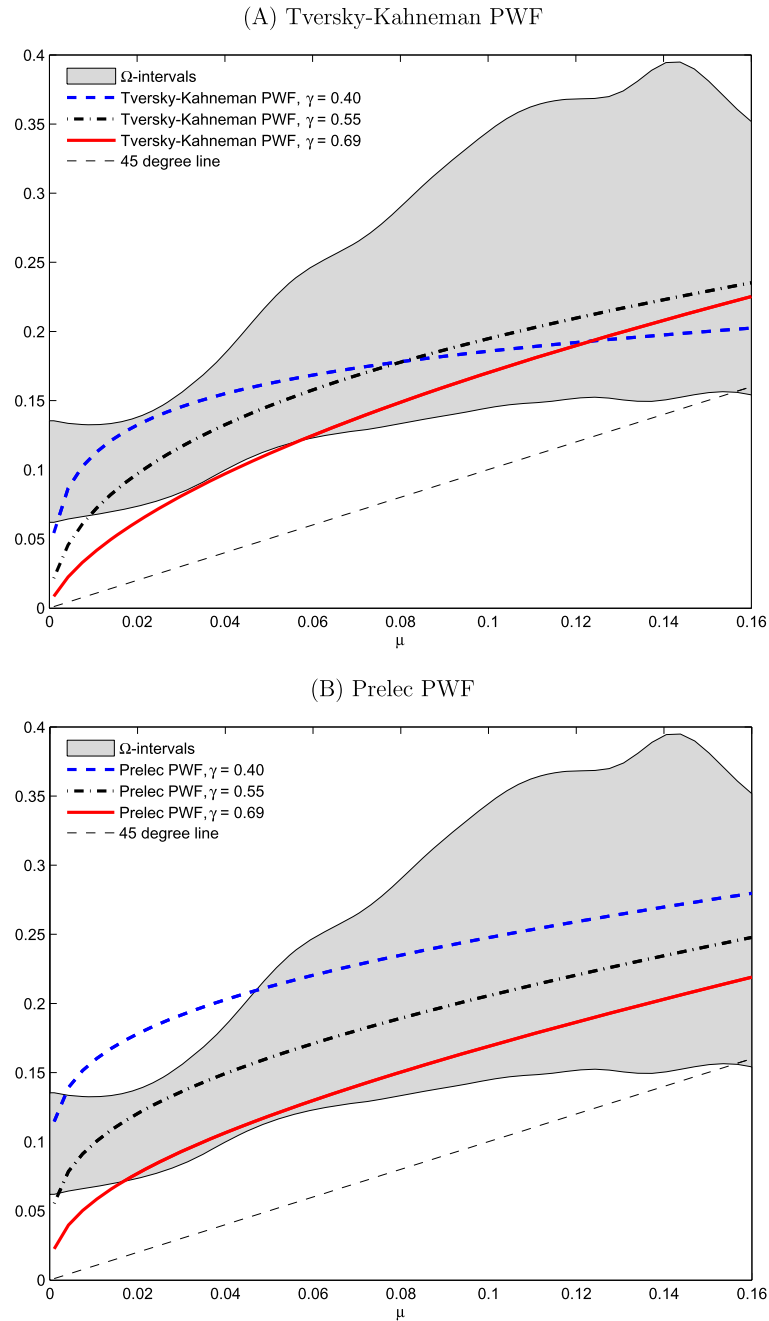 (A) Tversky-Kahneman PWF
0.4
0.35
0.3
0.25
0.2
0.15
0.1
0.05
0
Ω-intervals
Tversky-Kahneman PWF, γ = 0.40
Tversky-Kahneman PWF, γ = 0.55
Tversky-Kahneman PWF, γ = 0.69
45 degree line
0 0.02 0.04 0.06 0.08 0.1 0.12 0.14 0.16
μ
(B) Prelec PWF
0.4
0.35
0.3
0.25
0.2
0.15
0.1
0.05
0
Ω-intervals
Prelec PWF, γ = 0.40
Prelec PWF, γ = 0.55
Prelec PWF, γ = 0.69
45 degree line
0 0.02 0.04 0.06 0.08 0.1 0.12 0.14 0.16
μ